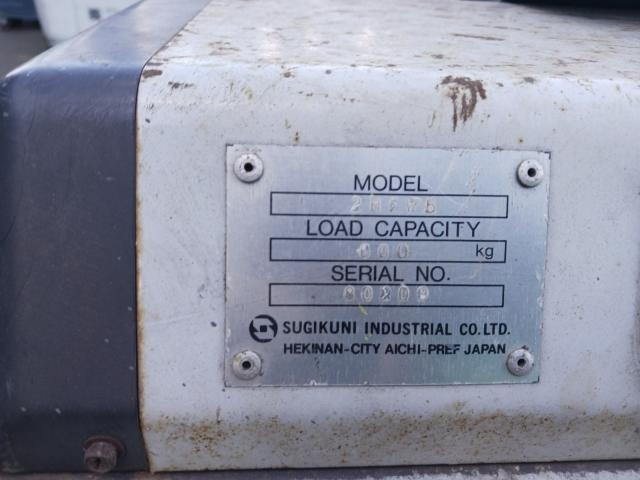 MODEL
LOAD CAPACITY
kg
SERIAL NO.
SUGIKUNI INDUSTRIAL CO.LTD.
HEKINAN-CITY AICHI-PREF JAPAN